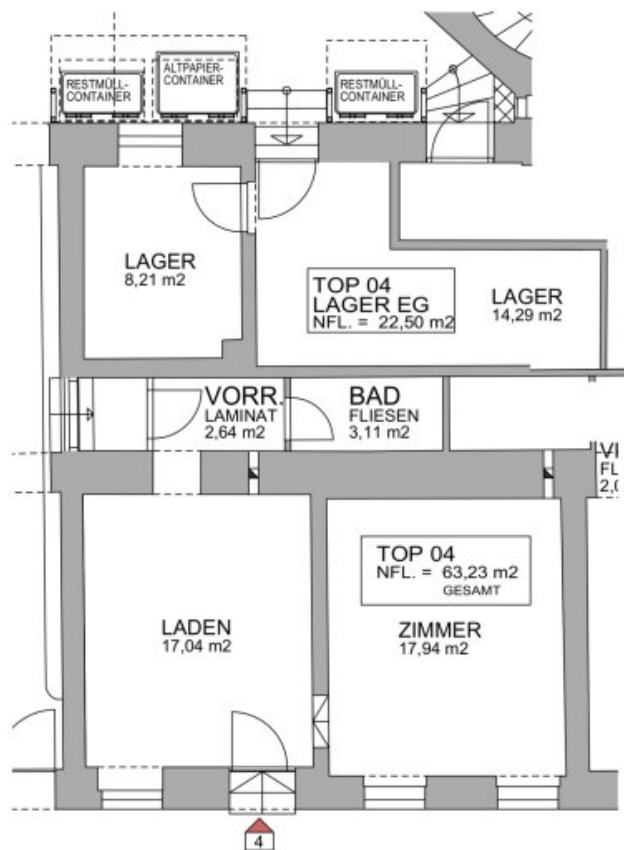 RESTMÜLL-
CONTAINER
ALTPAPIER-
CONTAINER
RESTMÜLL-
CONTAINER
LAGER
8,21 m2
TOP 04
LAGER EG
NFL. = 22,50 m2
LAGER
14,29 m2
VORR.
LAMINAT
2,64 m2
BAD
FLIESEN
3,11 m2
TOP 04
NFL. = 63,23 m2
GESAMT
LADEN
17,04 m2
ZIMMER
17,94 m2
4